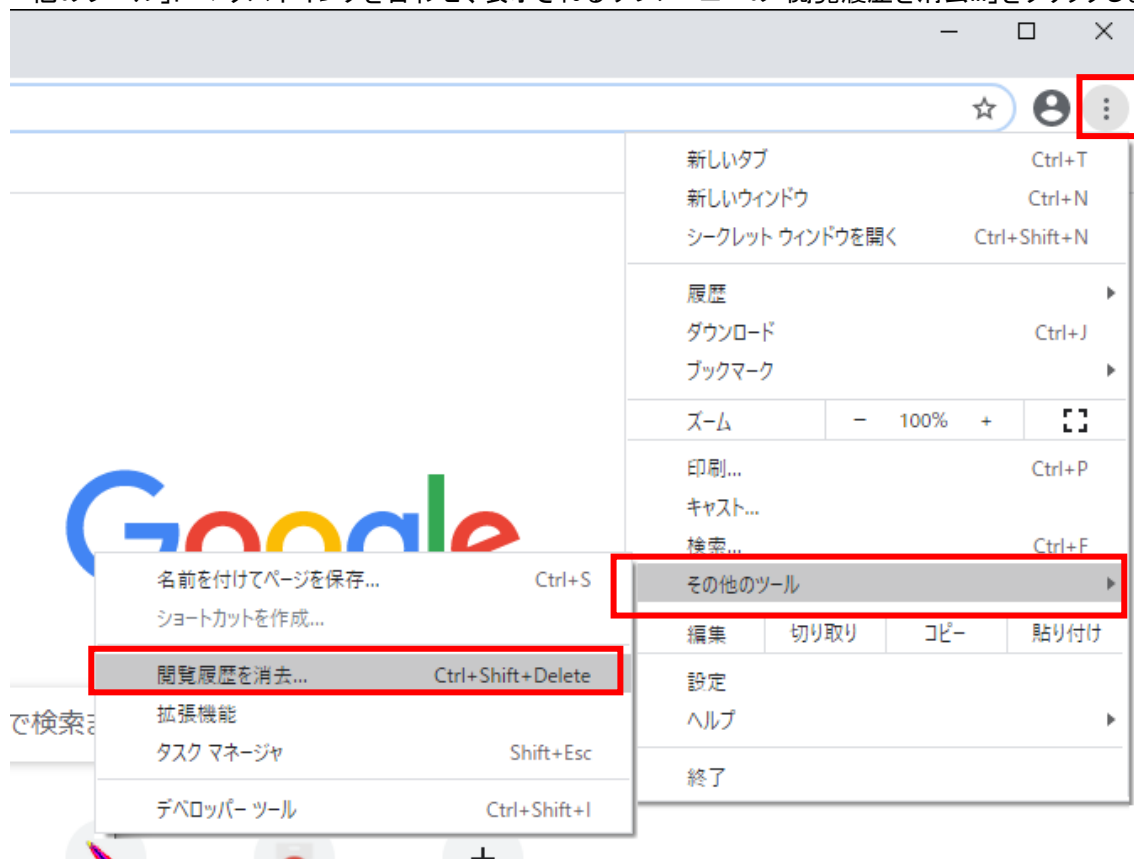 新しいタブ Ctrl+T
新しいウィンドウ Ctrl+N
シークレット ウィンドウを開く Ctrl+Shift+N
履歴
ダウンロード Ctrl+J
ブックマーク
ズーム − 100% +
印刷... Ctrl+P
キャスト...
検索... Ctrl+F
その他のツール
編集 切り取り コピー 貼り付け
設定
ヘルプ
終了
Google
名前を付けてページを保存... Ctrl+S
ショートカットを作成...
閲覧履歴を消去... Ctrl+Shift+Delete
拡張機能
タスク マネージャ Shift+Esc
デベロッパー ツール Ctrl+Shift+I
で検索